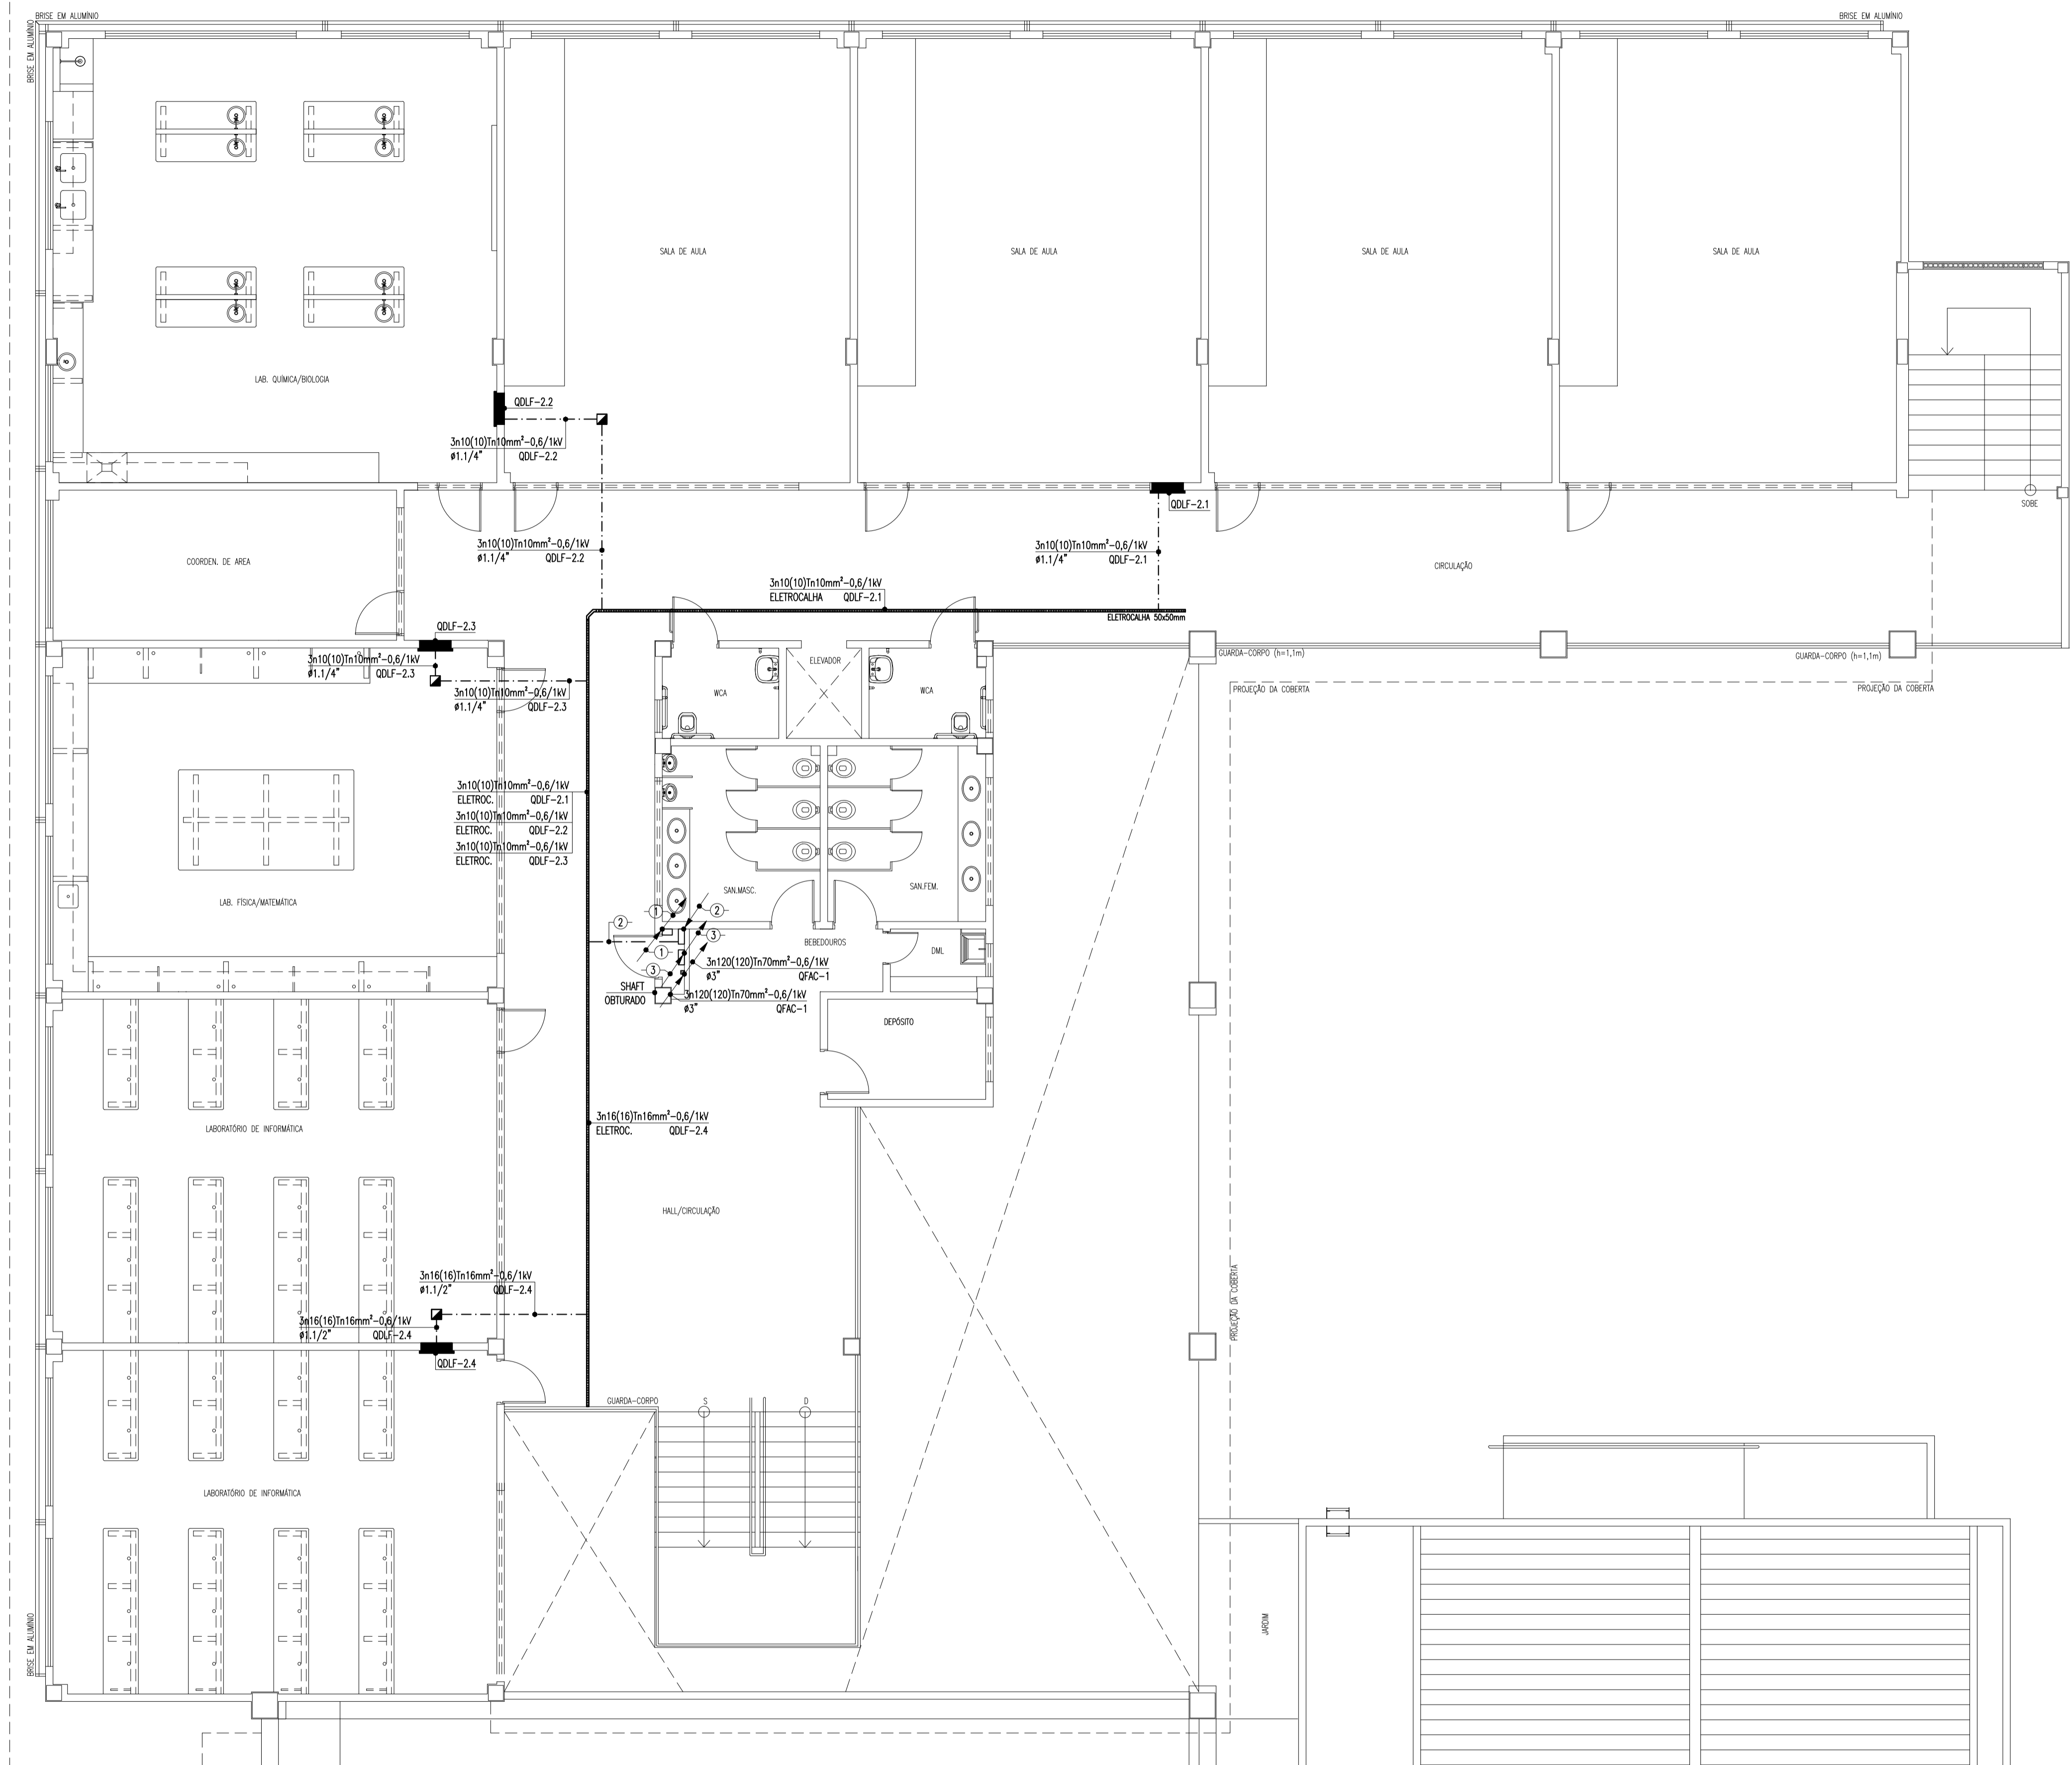 BRISE EM ALUMÍNIO
BRISE EM ALUMÍNIO
BRISE EM ALUMÍNIO
SALA DE AULA
SALA DE AULA
SALA DE AULA
SALA DE AULA
LAB. QUÍMICA/BIOLOGIA
QDLF-2.2
3n10(10)Tn10mm²-0,6/1kV
ø1.1/4" QDLF-2.2
QDLF-2.1
SOBE
3n10(10)Tn10mm²-0,6/1kV
ø1.1/4" QDLF-2.2
3n10(10)Tn10mm²-0,6/1kV
ø1.1/4" QDLF-2.1
COORDEN. DE AREA
CIRCULAÇÃO
3n10(10)Tn10mm²-0,6/1kV
ELETROCALHA QDLF-2.1
ELETROCALHA 50x50mm
QDLF-2.3
3n10(10)Tn10mm²-0,6/1kV
ø1.1/4" QDLF-2.3
3n10(10)Tn10mm²-0,6/1kV
ø1.1/4" QDLF-2.3
ELEVADOR
WCA
WCA
GUARDA-CORPO (h=1,1m)
GUARDA-CORPO (h=1,1m)
PROJEÇÃO DA COBERTA
PROJEÇÃO DA COBERTA
3n10(10)Tn10mm²-0,6/1kV
ELETROC. QDLF-2.1
3n10(10)Tn10mm²-0,6/1kV
ELETROC. QDLF-2.2
3n10(10)Tn10mm²-0,6/1kV
ELETROC. QDLF-2.3
SAN.MASC.
SAN.FEM.
LAB. FÍSICA/MATEMÁTICA
1
2
2
3
1
3
BEBEDOUROS
DML
3n120(120)Tn70mm²-0,6/1kV
ø3" QFAC-1
SHAFT
OBTURADO
3n120(120)Tn70mm²-0,6/1kV
ø3" QFAC-1
DEPÓSITO
3n16(16)Tn16mm²-0,6/1kV
ELETROC. QDLF-2.4
LABORATÓRIO DE INFORMÁTICA
HALL/CIRCULAÇÃO
3n16(16)Tn16mm²-0,6/1kV
ø1.1/2" QDLF-2.4
3n16(16)Tn16mm²-0,6/1kV
ø1.1/2" QDLF-2.4
QDLF-2.4
PROJEÇÃO DA COBERTA
GUARDA-CORPO
S
D
LABORATÓRIO DE INFORMÁTICA
JARDIM
BRISE EM ALUMÍNIO